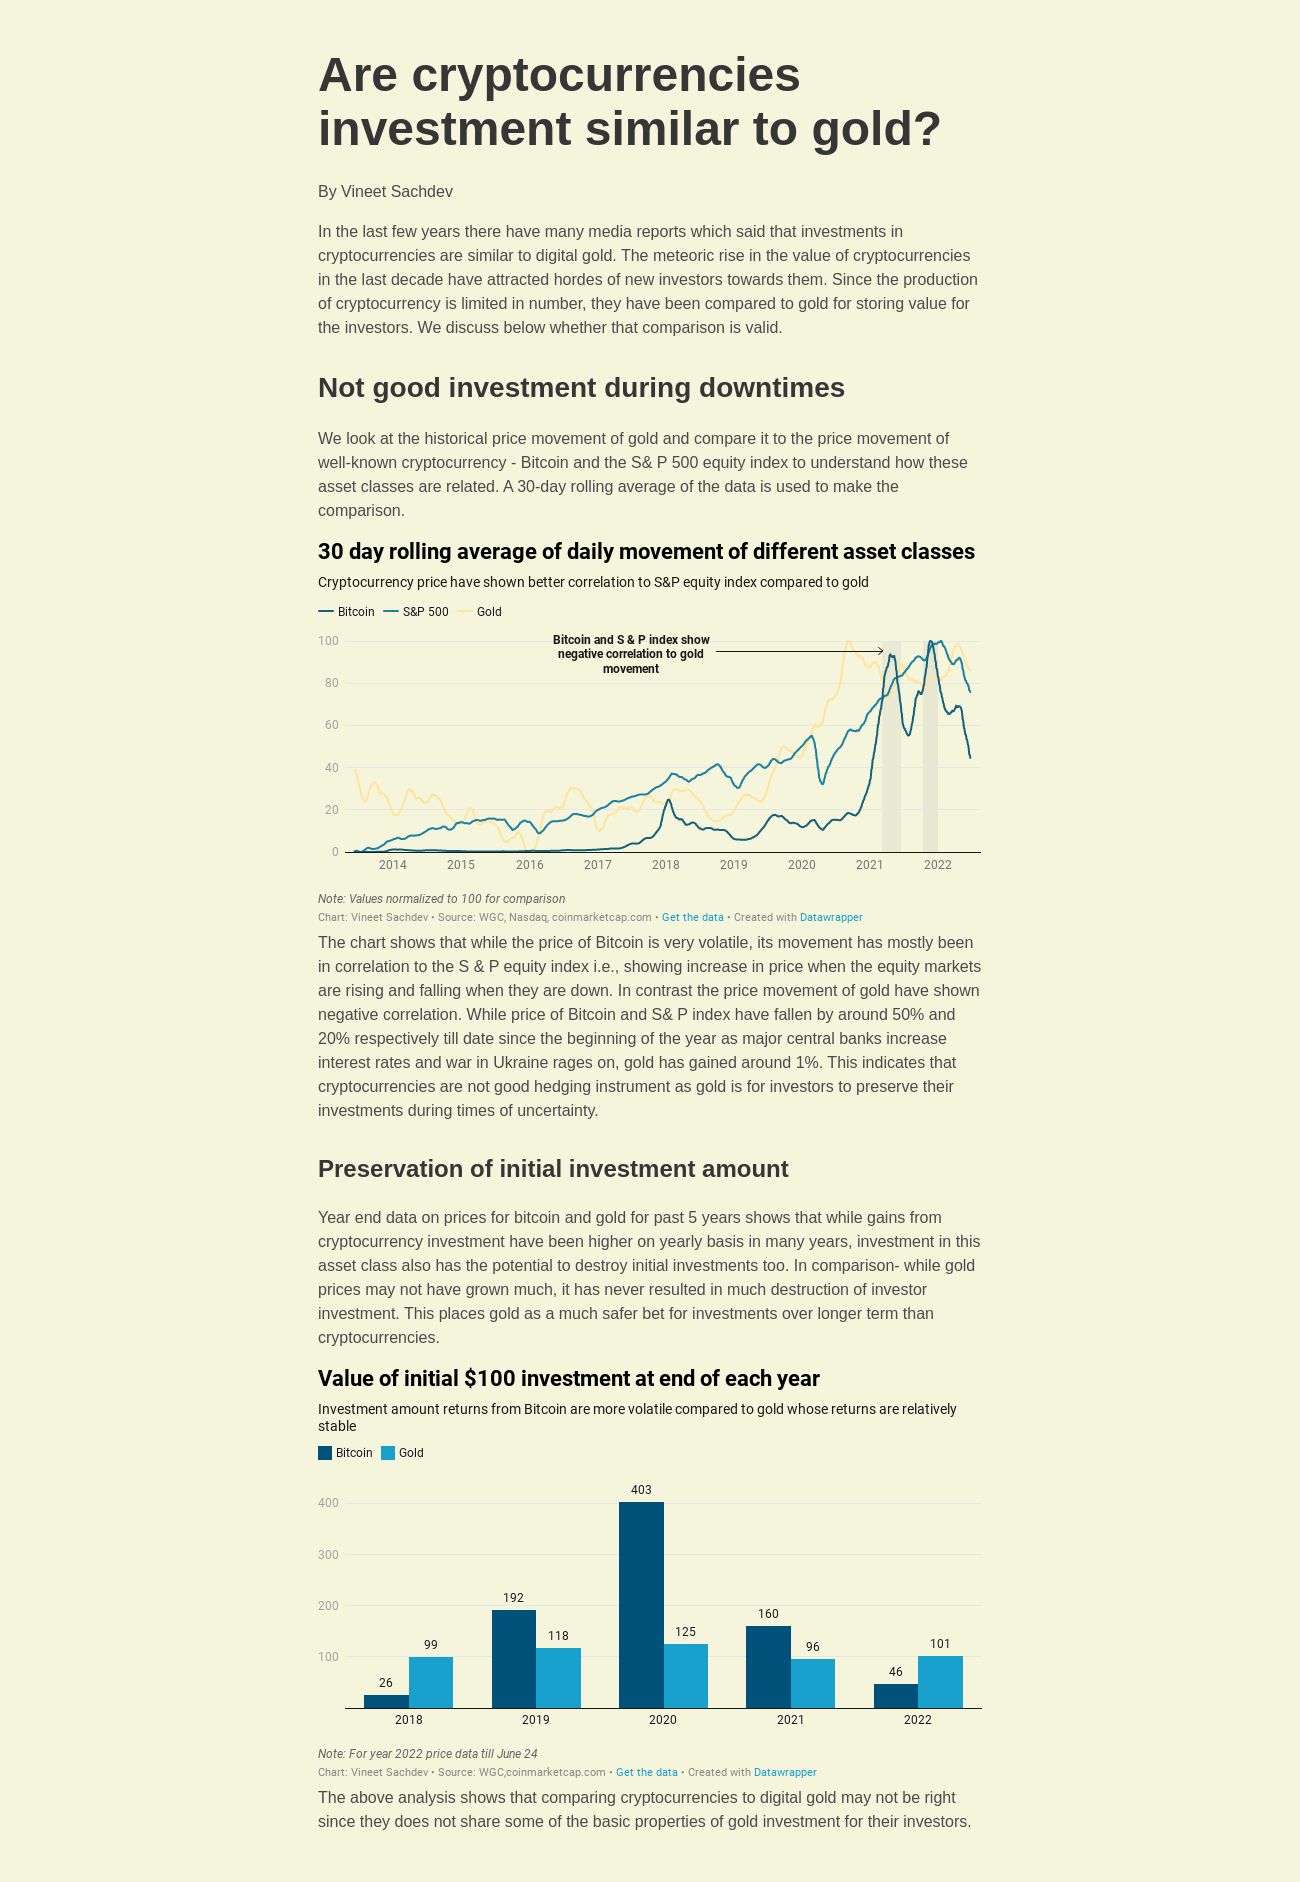 Are cryptocurrencies
investment similar to gold?
By Vineet Sachdev
In the last few years there have many media reports which said that investments in
cryptocurrencies are similar to digital gold. The meteoric rise in the value of cryptocurrencies
in the last decade have attracted hordes of new investors towards them. Since the production
of cryptocurrency is limited in number, they have been compared to gold for storing value for
the investors. We discuss below whether that comparison is valid.
Not good investment during downtimes
We look at the historical price movement of gold and compare it to the price movement of
well-known cryptocurrency - Bitcoin and the S& P 500 equity index to understand how these
asset classes are related. A 30-day rolling average of the data is used to make the
comparison.
30 day rolling average of daily movement of different asset classes
Cryptocurrency price have shown better correlation to S&P equity index compared to gold
Bitcoin S&P 500 Gold
Bitcoin and S & P index show
negative correlation to gold
movement
100
80
60
40
20
0
2014 2015 2016 2017 2018 2019 2020 2021 2022
Note: Values normalized to 100 for comparison
Chart: Vineet Sachdev • Source: WGC, Nasdaq, coinmarketcap.com • Get the data • Created with Datawrapper
The chart shows that while the price of Bitcoin is very volatile, its movement has mostly been
in correlation to the S & P equity index i.e., showing increase in price when the equity markets
are rising and falling when they are down. In contrast the price movement of gold have shown
negative correlation. While price of Bitcoin and S& P index have fallen by around 50% and
20% respectively till date since the beginning of the year as major central banks increase
interest rates and war in Ukraine rages on, gold has gained around 1%. This indicates that
cryptocurrencies are not good hedging instrument as gold is for investors to preserve their
investments during times of uncertainty.
Preservation of initial investment amount
Year end data on prices for bitcoin and gold for past 5 years shows that while gains from
cryptocurrency investment have been higher on yearly basis in many years, investment in this
asset class also has the potential to destroy initial investments too. In comparison- while gold
prices may not have grown much, it has never resulted in much destruction of investor
investment. This places gold as a much safer bet for investments over longer term than
cryptocurrencies.
Value of initial $100 investment at end of each year
Investment amount returns from Bitcoin are more volatile compared to gold whose returns are relatively
stable
Bitcoin Gold
400
300
200
100
26 99 192 118 403 125 160 96 46 101
2018 2019 2020 2021 2022
Note: For year 2022 price data till June 24
Chart: Vineet Sachdev • Source: WGC,coinmarketcap.com • Get the data • Created with Datawrapper
The above analysis shows that comparing cryptocurrencies to digital gold may not be right
since they does not share some of the basic properties of gold investment for their investors.